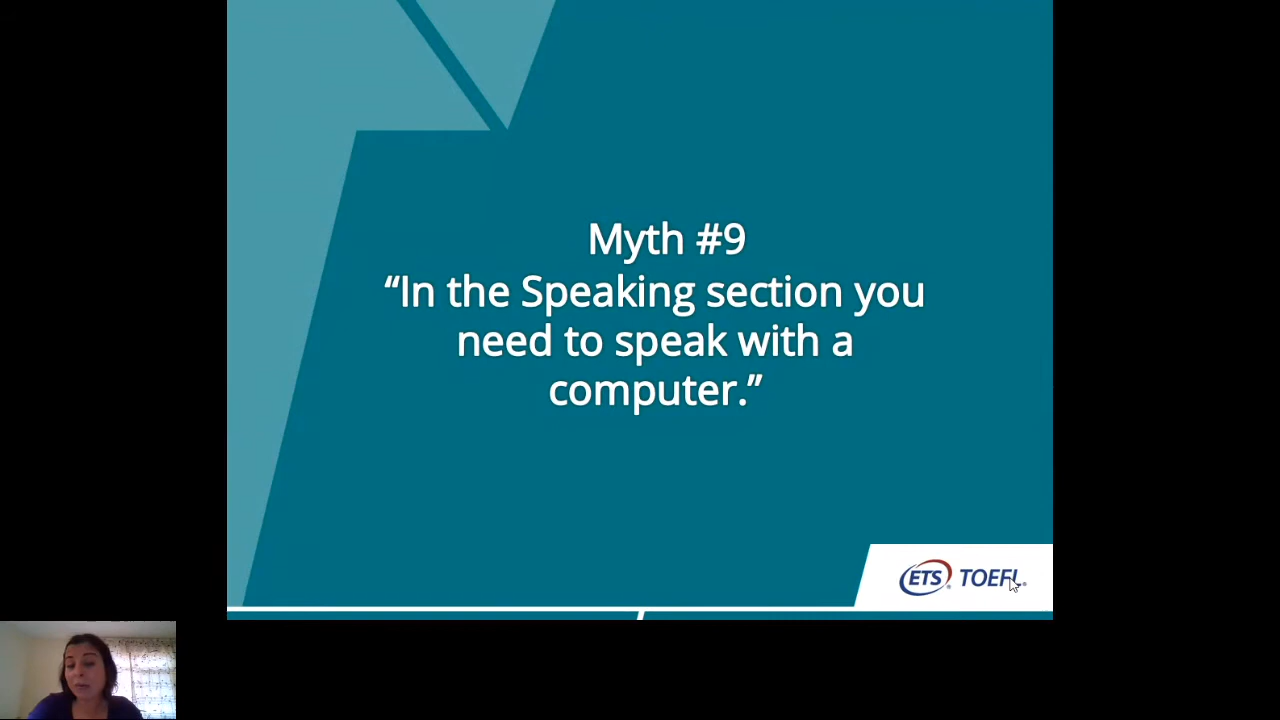 Myth #9
“In the Speaking section you
need to speak with a
computer.”
ETS® TOEFL®